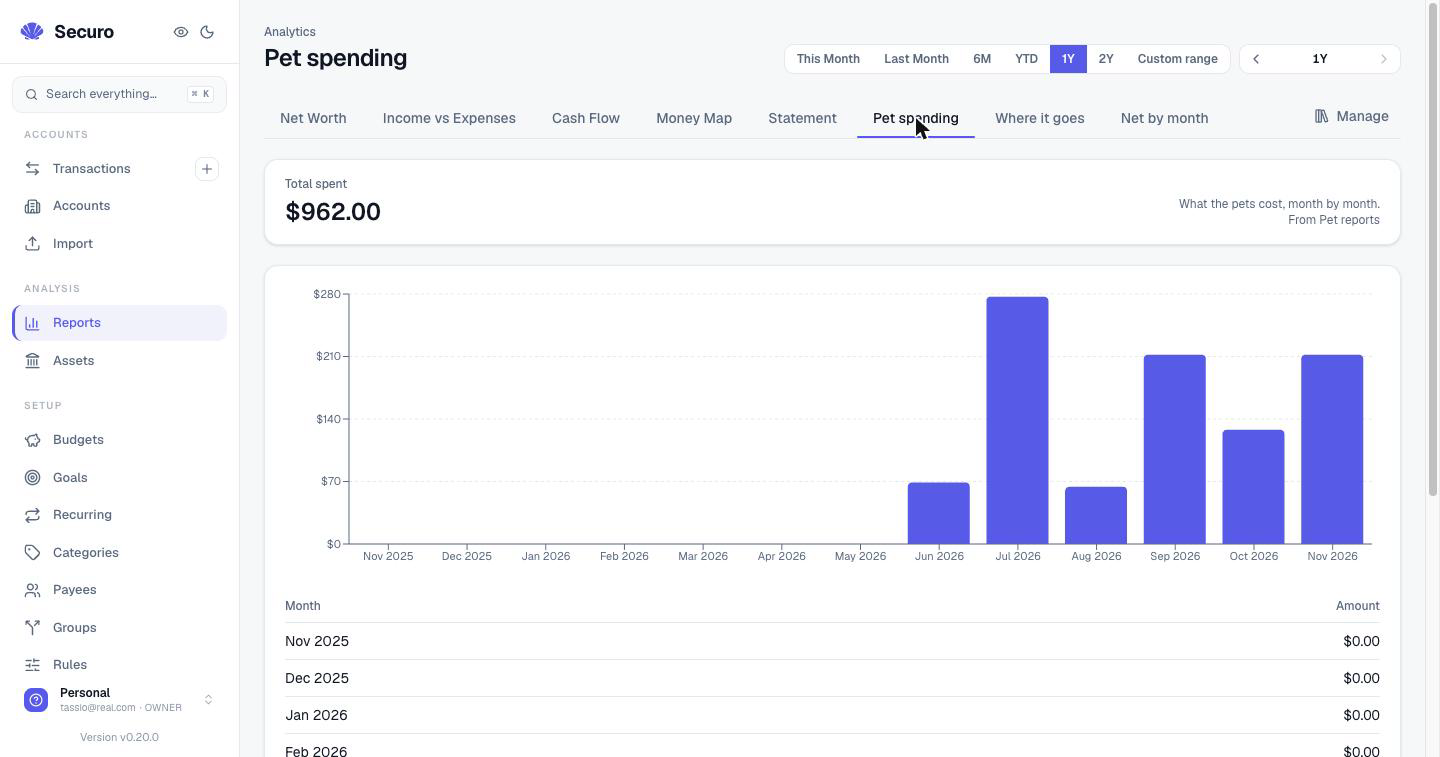 Securo
Search everything...
⌘ K
ACCOUNTS
Transactions
Accounts
Import
ANALYSIS
Reports
Assets
SETUP
Budgets
Goals
Recurring
Categories
Payees
Groups
Rules
Personal
tassio@real.com · OWNER
Version v0.20.0
Analytics
Pet spending
This Month Last Month 6M YTD 1Y 2Y Custom range
1Y
Net Worth Income vs Expenses Cash Flow Money Map Statement Pet spending Where it goes Net by month Manage
Total spent
$962.00
What the pets cost, month by month.
From Pet reports
$280
$210
$140
$70
$0
Nov 2025 Dec 2025 Jan 2026 Feb 2026 Mar 2026 Apr 2026 May 2026 Jun 2026 Jul 2026 Aug 2026 Sep 2026 Oct 2026 Nov 2026
Month Amount
Nov 2025 $0.00
Dec 2025 $0.00
Jan 2026 $0.00
Feb 2026 $0.00